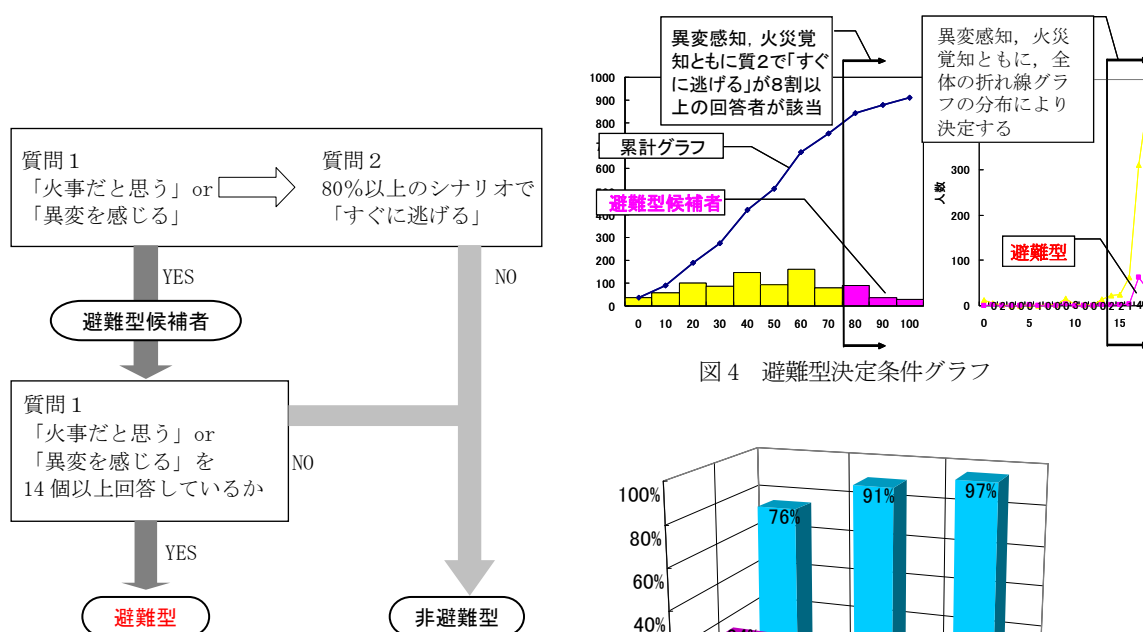 質問１
「火事だと思う」or
「異変を感じる」
質問２
80%以上のシナリオで
「すぐに逃げる」
YES
NO
避難型候補者
質問１
「火事だと思う」or
「異変を感じる」を
14 個以上回答しているか
NO
YES
避難型
非避難型
異変感知，火災覚
知ともに質２で「すぐ
に逃げる」が８割以
上の回答者が該当
1000
900
800
600
400
300
200
100
0
累計グラフ
避難型候補者
0 10 20 30 40 50 60 70 80 90 100
異変感知，火災
覚知ともに，全
体の折れ線グラ
フの分布により
決定する
人数
300
200
100
0
避難型
0 5 10 15
図４　避難型決定条件グラフ
100%
80%
60%
40%
76%
91%
97%